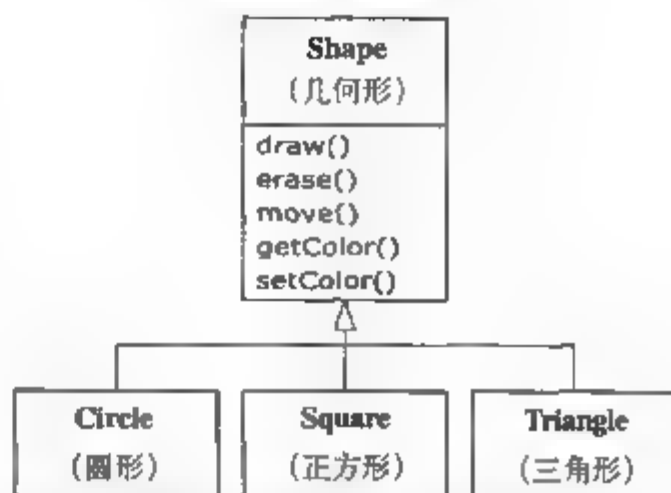 Shape
(几何形)
draw()
erase()
move()
getColor()
setColor()
Circle
(圆形)
Square
(正方形)
Triangle
(三角形)